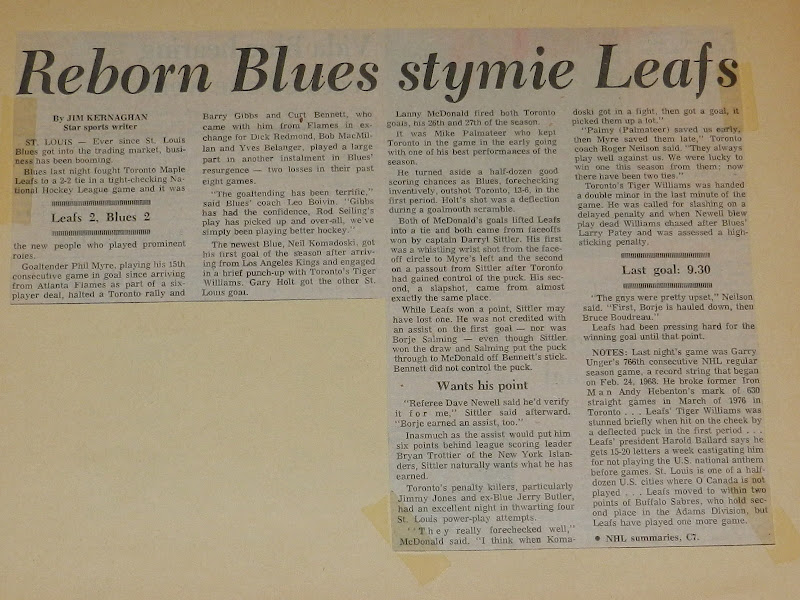 Reborn Blues stymie Leafs
By JIM KERNAGHAN
Star sports writer
ST. LOUIS — Ever since St. Louis
Blues got into the trading market, busi-
ness has been booming.
Blues last night fought Toronto Maple
Leafs to a 2-2 tie in a tight-checking Na-
tional Hockey League game and it was
Leafs 2, Blues 2
the new people who played prominent
roles.
Goaltender Phil Myre, playing his 15th
consecutive game in goal since arriving
from Atlanta Flames as part of a six-
player deal, halted a Toronto rally and
Barry Gibbs and Curt Bennett, who
came with him from Flames in ex-
change for Dick Redmond, Bob MacMil-
lan and Yves Belanger, played a large
part in another instalment in Blues'
resurgence — two losses in their past
eight games.
"The goaltending has been terrific,"
said Blues' coach Leo Boivin. "Gibbs
has had the confidence, Rod Seiling's
play has picked up and over-all, we've
simply been playing better hockey."
The newest Blue, Neil Komadoski, got
his first goal of the season after arriv-
ing from Los Angeles Kings and engaged
in a brief punch-up with Toronto's Tiger
Williams. Gary Holt got the other St.
Louis goal.
Lanny McDonald fired both Toronto
goals, his 26th and 27th of the season.
It was Mike Palmateer who kept
Toronto in the game in the early going
with one of his best performances of the
season.
He turned aside a half-dozen good
scoring chances as Blues, forechecking
inventively, outshot Toronto, 13-6, in the
first period. Holt's shot was a deflection
during a goalmouth scramble.
Both of McDonald's goals lifted Leafs
into a tie and both came from faceoffs
won by captain Darryl Sittler. His first
was a whistling wrist shot from the face-
off circle to Myre's left and the second
on a passout from Sittler after Toronto
had gained control of the puck. His sec-
ond, a slapshot, came from almost
exactly the same place.
While Leafs won a point, Sittler may
have lost one. He was not credited with
an assist on the first goal — nor was
Borje Salming — even though Sittler
won the draw and Salming put the puck
through to McDonald off Bennett's stick.
Bennett did not control the puck.
Wants his point
"Referee Dave Newell said he'd verify
it for me," Sittler said afterward.
"Borje earned an assist, too."
Inasmuch as the assist would put him
six points behind league scoring leader
Bryan Trottier of the New York Islan-
ders, Sittler naturally wants what he has
earned.
Toronto's penalty killers, particularly
Jimmy Jones and ex-Blue Jerry Butler,
had an excellent night in thwarting four
St. Louis power-play attempts.
"They really forechecked well,"
McDonald said. "I think when Koma-
doski got in a fight, then got a goal, it
picked them up a lot."
"Palmy (Palmateer) saved us early,
then Myre saved them late," Toronto
coach Roger Neilson said. "They always
play well against us. We were lucky to
win one this season from them; now
there have been two ties."
Toronto's Tiger Williams was handed
a double minor in the last minute of the
game. He was called for slashing on a
delayed penalty and when Newell blew
play dead Williams chased after Blues'
Larry Patey and was assessed a high-
sticking penalty.
Last goal: 9.30
"The gnys were pretty upset," Neilson
said. "First, Borje is hauled down, then
Bruce Boudreau."
Leafs had been pressing hard for the
winning goal until that point.
NOTES: Last night's game was Garry
Unger's 766th consecutive NHL regular
season game, a record string that began
on Feb. 24, 1968. He broke former Iron
Man Andy Hebenton's mark of 630
straight games in March of 1976 in
Toronto . . . Leafs' Tiger Williams was
stunned briefly when hit on the cheek by
a deflected puck in the first period . . .
Leafs' president Harold Ballard says he
gets 15-20 letters a week castigating him
for not playing the U.S. national anthem
before games. St. Louis is one of a half-
dozen U.S. cities where O Canada is not
played . . . Leafs moved to within two
points of Buffalo Sabres, who hold sec-
ond place in the Adams Division, but
Leafs have played one more game.
• NHL summaries, C7.